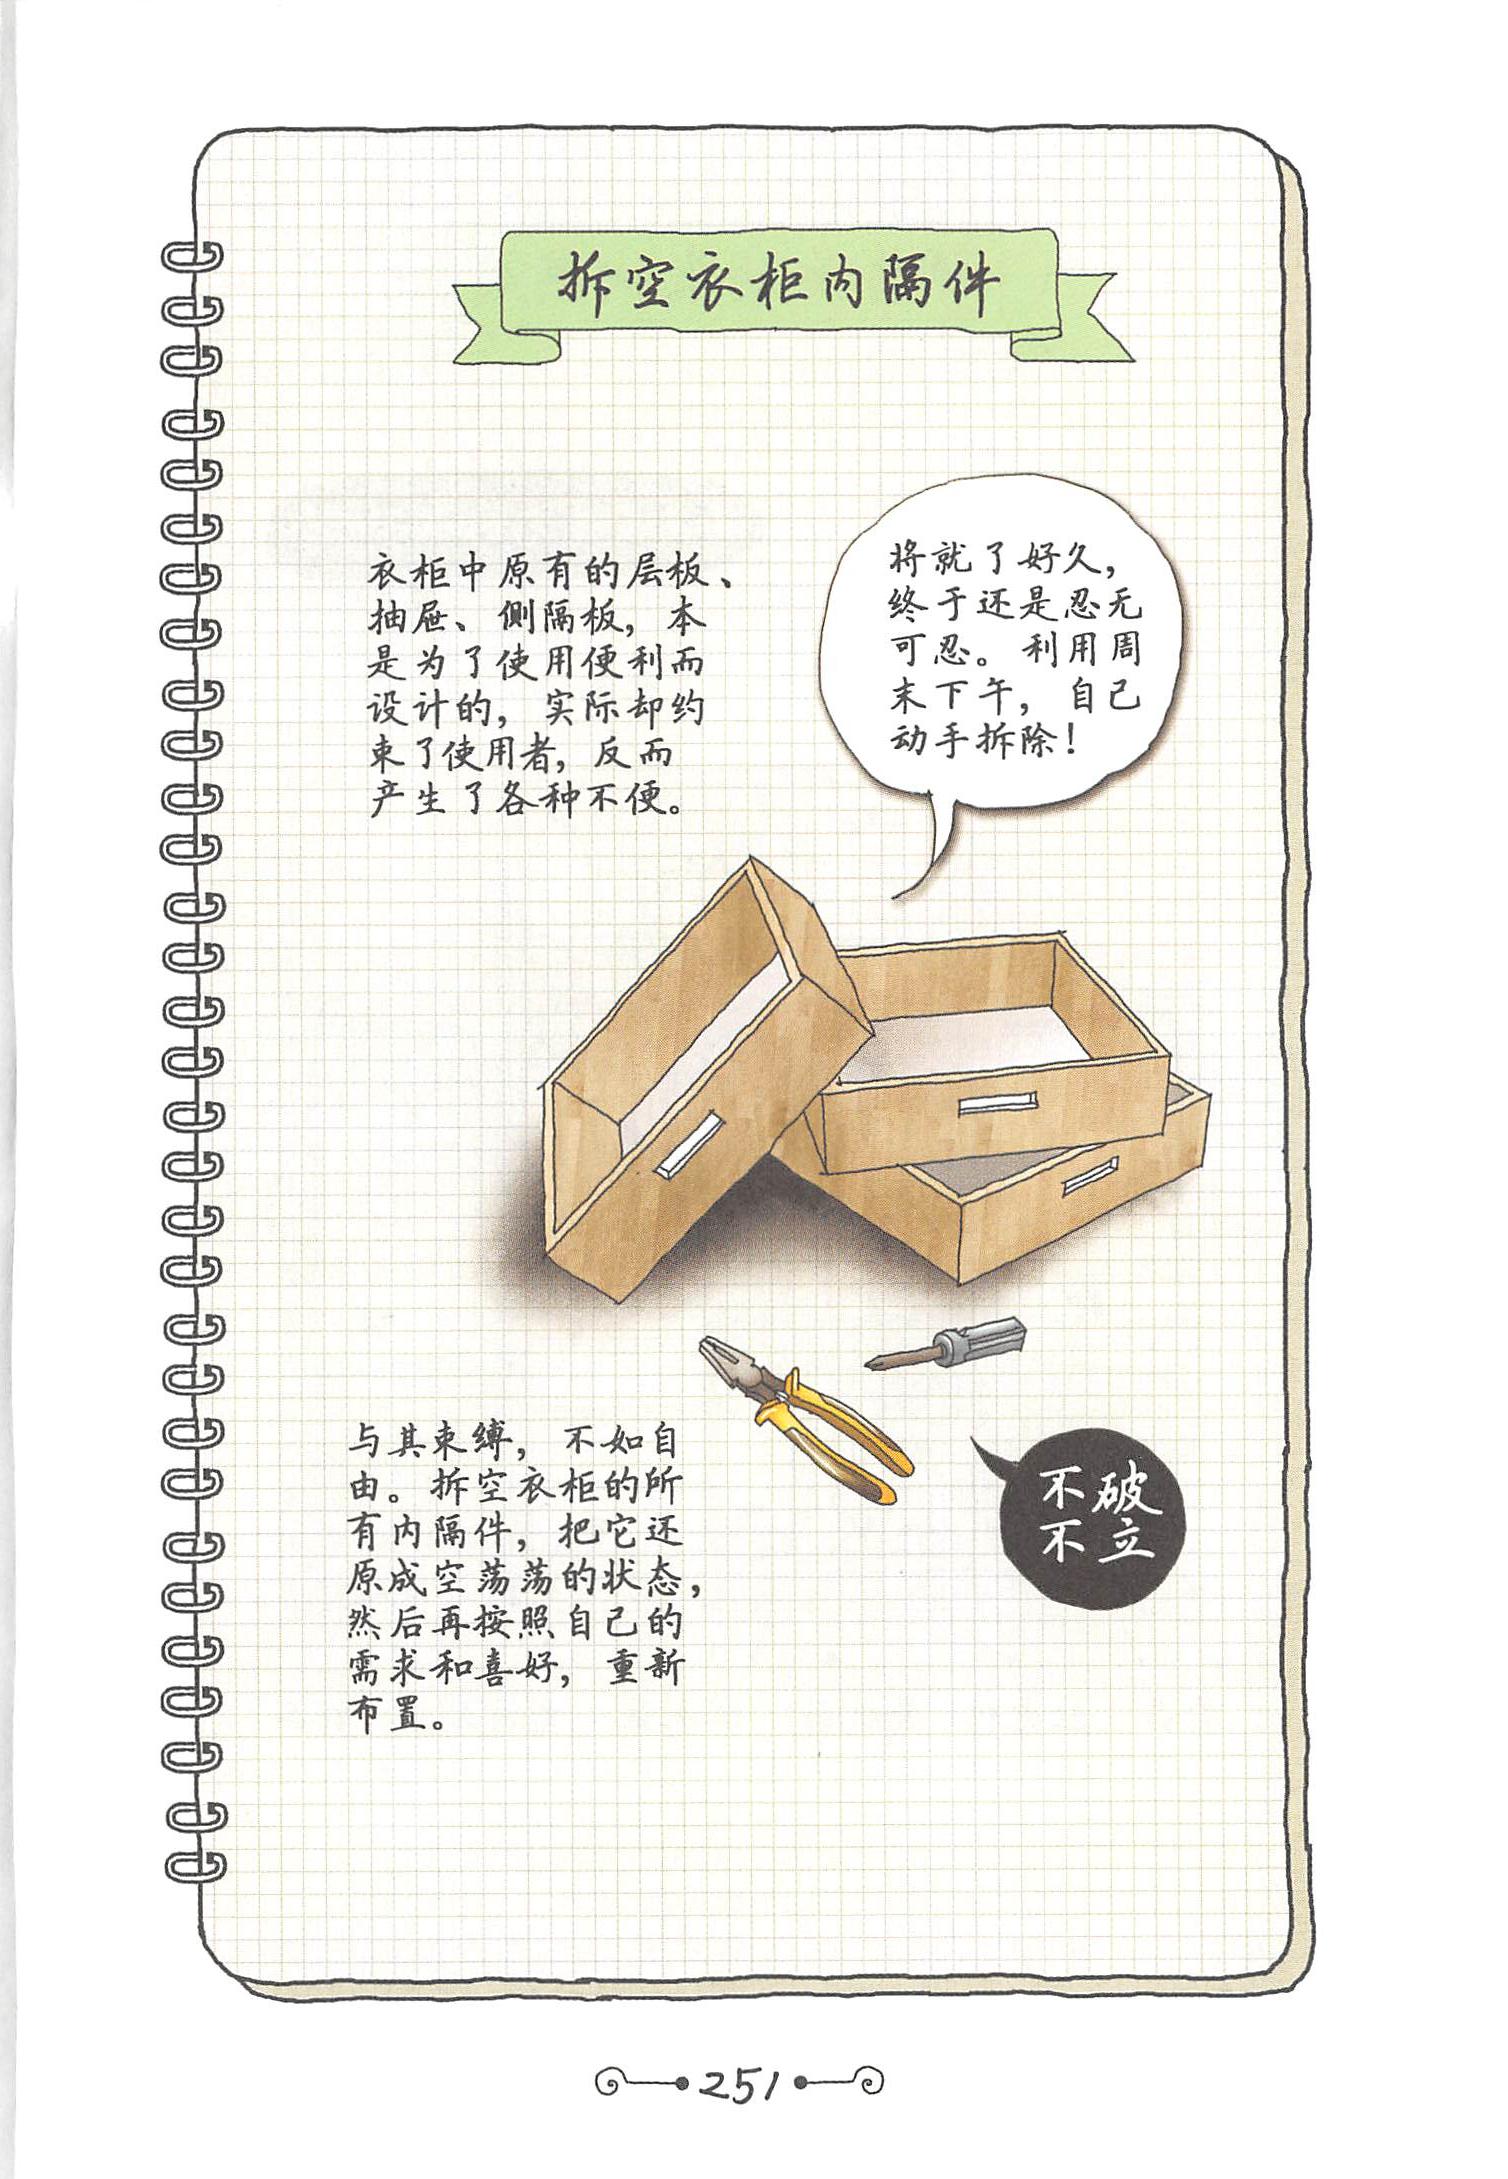 拆空衣柜内隔件
衣柜中原有的层板、
抽屉、侧隔板，本
是为了使用便利而
设计的，实际却约
束了使用者，反而
产生了各种不便。
将就了好久，
终于还是忍无
可忍。利用周
末下午，自己
动手拆除！
与其束缚，不如自
由。拆空衣柜的所
有内隔件，把它还
原成空荡荡的状态，
然后再按照自己的
需求和喜好，重新
布置。
不破
不立
251